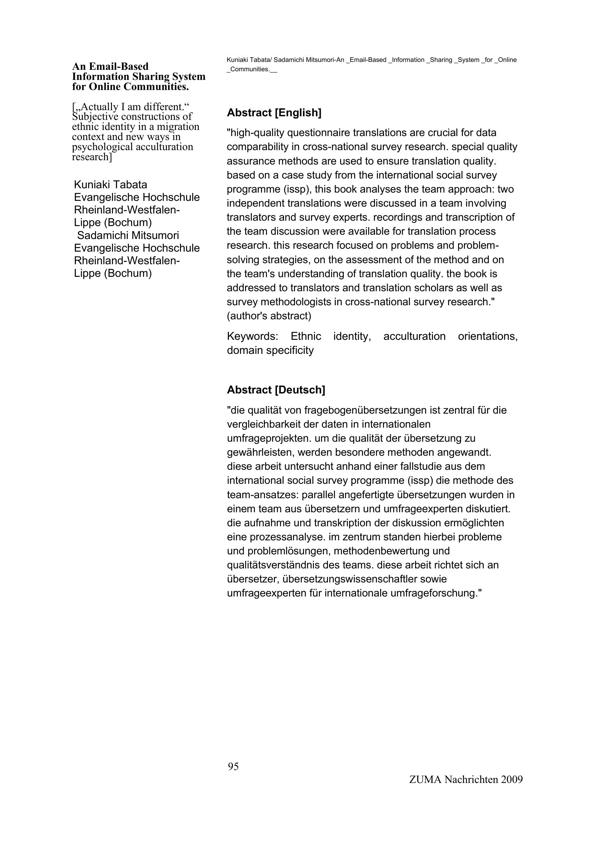 Kuniaki Tabata/ Sadamichi Mitsumori-An _Email-Based _Information _Sharing _System _for _Online
_Communities.__
An Email-Based
Information Sharing System
for Online Communities.
[„Actually I am different.“
Subjective constructions of
ethnic identity in a migration
context and new ways in
psychological acculturation
research]
Kuniaki Tabata
Evangelische Hochschule
Rheinland-Westfalen-
Lippe (Bochum)
Sadamichi Mitsumori
Evangelische Hochschule
Rheinland-Westfalen-
Lippe (Bochum)
Abstract [English]
"high-quality questionnaire translations are crucial for data
comparability in cross-national survey research. special quality
assurance methods are used to ensure translation quality.
based on a case study from the international social survey
programme (issp), this book analyses the team approach: two
independent translations were discussed in a team involving
translators and survey experts. recordings and transcription of
the team discussion were available for translation process
research. this research focused on problems and problem-
solving strategies, on the assessment of the method and on
the team's understanding of translation quality. the book is
addressed to translators and translation scholars as well as
survey methodologists in cross-national survey research."
(author's abstract)
Keywords: Ethnic identity, acculturation orientations,
domain specificity
Abstract [Deutsch]
"die qualität von fragebogenübersetzungen ist zentral für die
vergleichbarkeit der daten in internationalen
umfrageprojekten. um die qualität der übersetzung zu
gewährleisten, werden besondere methoden angewandt.
diese arbeit untersucht anhand einer fallstudie aus dem
international social survey programme (issp) die methode des
team-ansatzes: parallel angefertigte übersetzungen wurden in
einem team aus übersetzern und umfrageexperten diskutiert.
die aufnahme und transkription der diskussion ermöglichten
eine prozessanalyse. im zentrum standen hierbei probleme
und problemlösungen, methodenbewertung und
qualitätsverständnis des teams. diese arbeit richtet sich an
übersetzer, übersetzungswissenschaftler sowie
umfrageexperten für internationale umfrageforschung."
95
ZUMA Nachrichten 2009